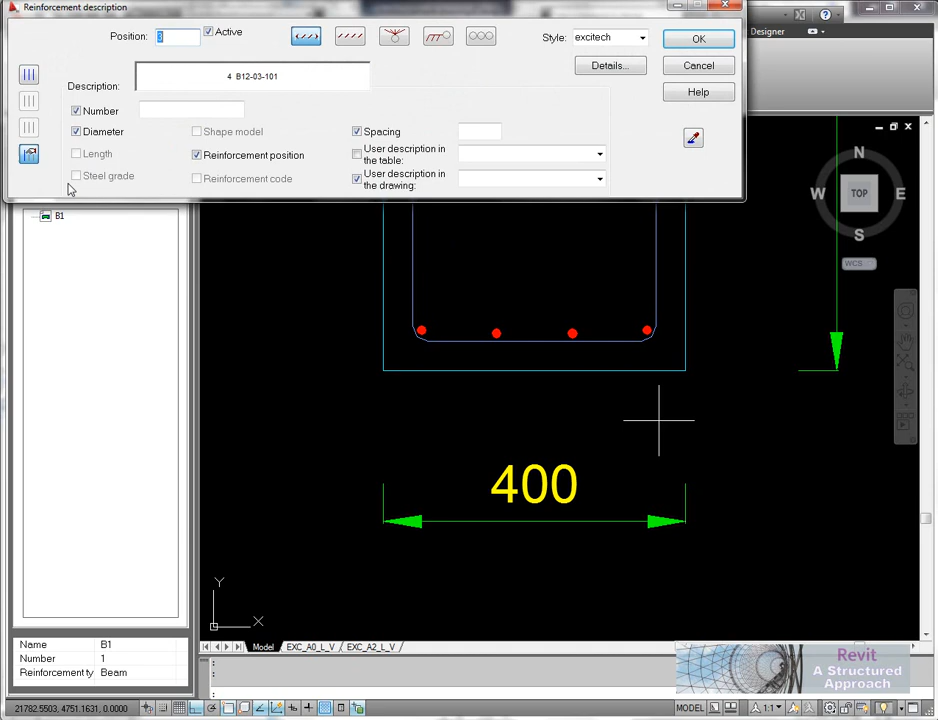 Reinforcement description
Position: 3 Active
Style: excitech
OK
Designer
Details...
Cancel
Description: 4 B12-03-101
Help
Number
Diameter
Shape model
Spacing
Length
Reinforcement position
User description in the table:
Steel grade
Reinforcement code
User description in the drawing:
B1
N
W
TOP
E
S
WCS
400
Y
X
Name B1
Number 1
Reinforcement ty Beam
Model EXC_A0_L_V EXC_A2_L_V
Revit
A Structured
Approach
21782.5503, 4751.1631, 0.0000
MODEL
1:1